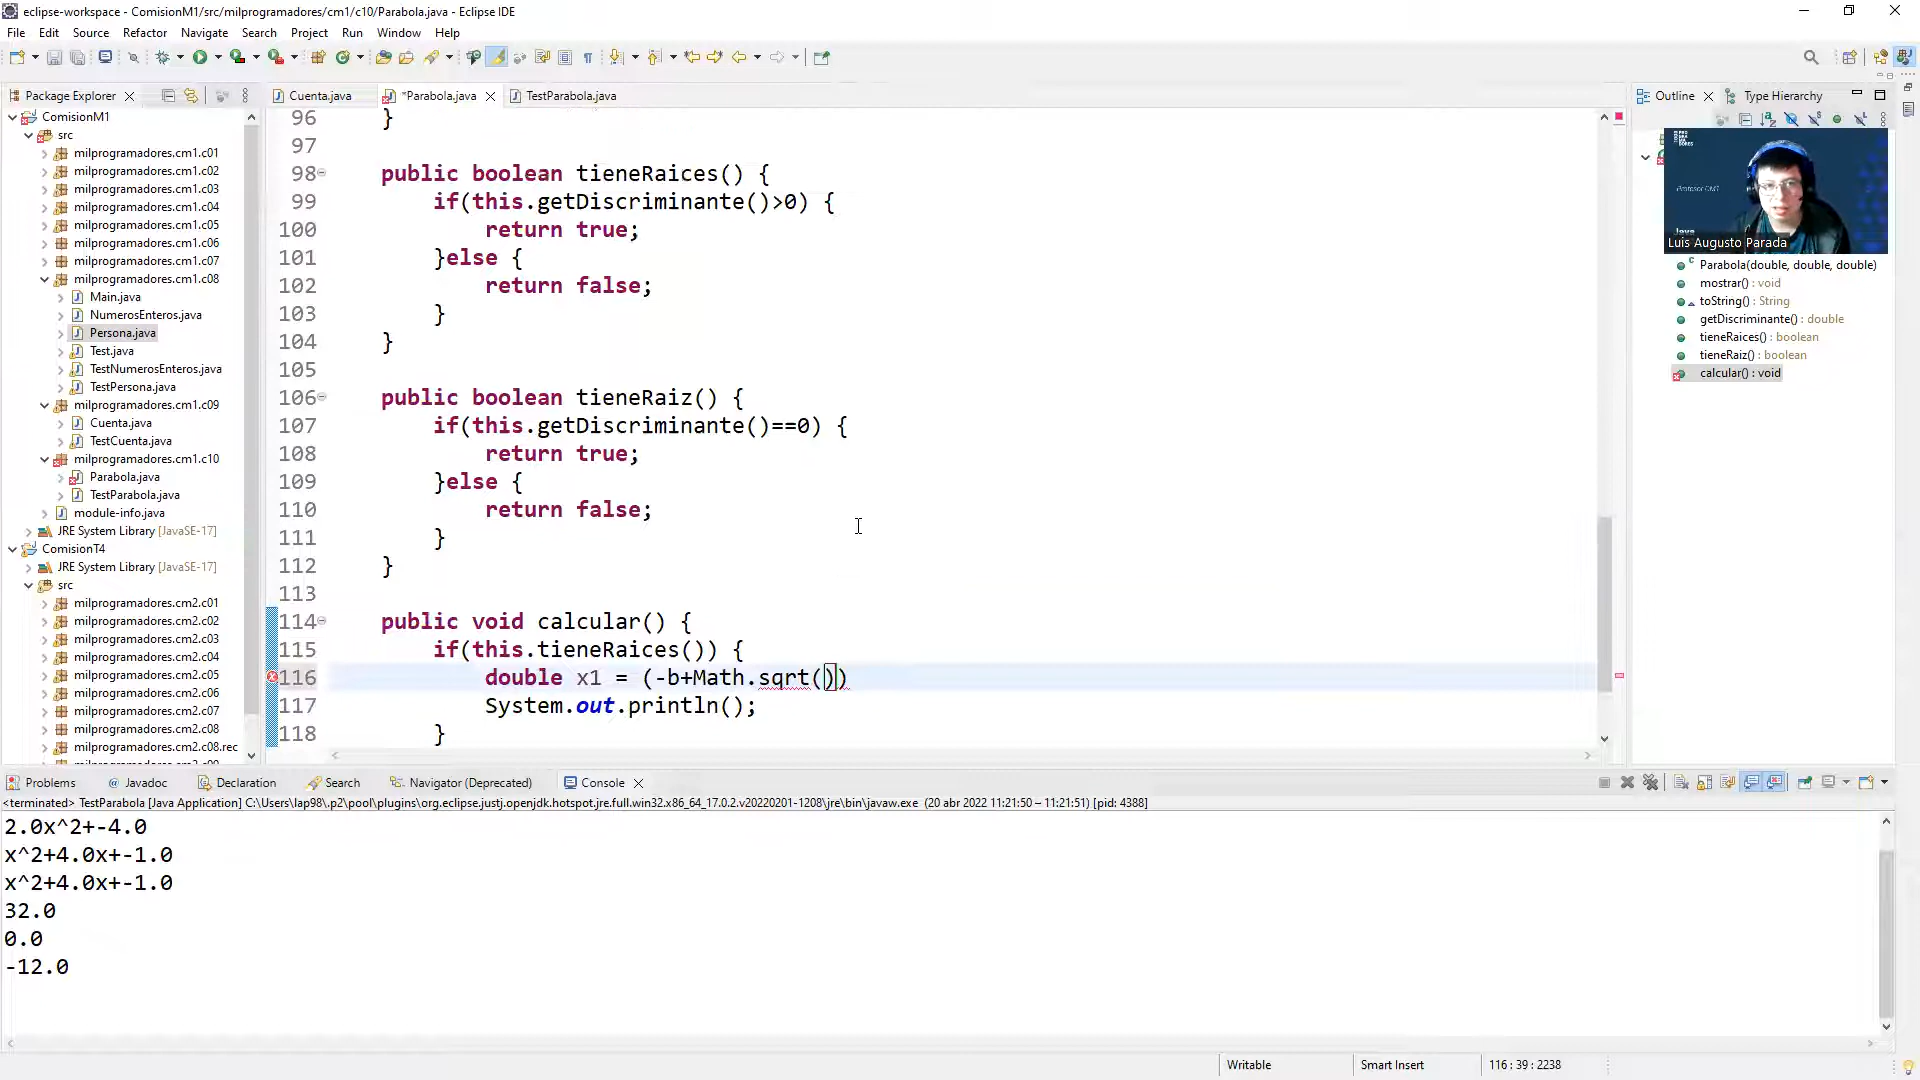 eclipse-workspace - ComisionM1/src/milprogramadores/cm1/c10/Parabola.java - Eclipse IDE
File Edit Source Refactor Navigate Search Project Run Window Help
Package Explorer
Cuenta.java
*Parabola.java
TestParabola.java
Outline
Type Hierarchy
ComisionM1
src
milprogramadores.cm1.c01
milprogramadores.cm1.c02
milprogramadores.cm1.c03
milprogramadores.cm1.c04
milprogramadores.cm1.c05
milprogramadores.cm1.c06
milprogramadores.cm1.c07
milprogramadores.cm1.c08
Main.java
NumerosEnteros.java
Persona.java
Test.java
TestNumerosEnteros.java
TestPersona.java
milprogramadores.cm1.c09
Cuenta.java
TestCuenta.java
milprogramadores.cm1.c10
Parabola.java
TestParabola.java
module-info.java
JRE System Library [JavaSE-17]
ComisionT4
JRE System Library [JavaSE-17]
src
milprogramadores.cm2.c01
milprogramadores.cm2.c02
milprogramadores.cm2.c03
milprogramadores.cm2.c04
milprogramadores.cm2.c05
milprogramadores.cm2.c06
milprogramadores.cm2.c07
milprogramadores.cm2.c08
milprogramadores.cm2.c08.rec
96 }
97
98 public boolean tieneRaices() {
99 if(this.getDiscriminante()>0) {
100 return true;
101 }else {
102 return false;
103 }
104 }
105
106 public boolean tieneRaiz() {
107 if(this.getDiscriminante()==0) {
108 return true;
109 }else {
110 return false;
111 }
112 }
113
114 public void calcular() {
115 if(this.tieneRaices()) {
116 double x1 = (-b+Math.sqrt())
117 System.out.println();
118 }
Profesor CM1
Java
Luis Augusto Parada
Parabola(double, double, double)
mostrar() : void
toString() : String
getDiscriminante() : double
tieneRaices() : boolean
tieneRaiz() : boolean
calcular() : void
Problems Javadoc Declaration Search Navigator (Deprecated) Console
<terminated> TestParabola [Java Application] C:\Users\lap98\.p2\pool\plugins\org.eclipse.justj.openjdk.hotspot.jre.full.win32.x86_64_17.0.2.v20220201-1208\jre\bin\javaw.exe (20 abr 2022 11:21:50 – 11:21:51) [pid: 4388]
2.0x^2+-4.0
x^2+4.0x+-1.0
x^2+4.0x+-1.0
32.0
0.0
-12.0
Writable
Smart Insert
116 : 39 : 2238